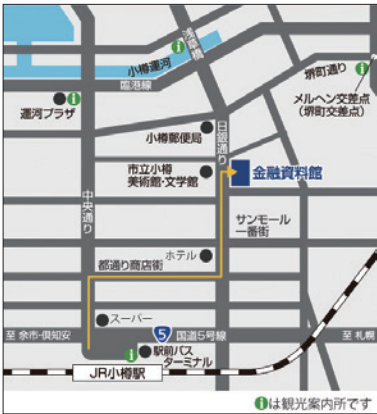 浅草橋
小樽運河
臨港線
堺町通り
メルヘン交差点
(堺町交差点)
運河プラザ
小樽郵便局
日銀通り
市立小樽
美術館・文学館
金融資料館
中央通り
サンモール
一番街
ホテル
都通り商店街
スーパー
5
国道5号線
至 余市・倶知安
至 札幌
駅前バス
ターミナル
JR小樽駅
iは観光案内所です